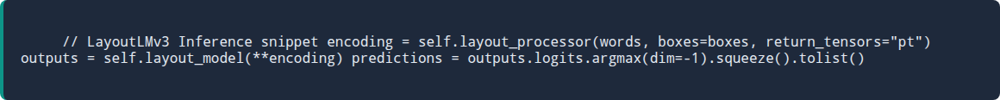 // LayoutLMv3 Inference snippet encoding = self.layout_processor(words, boxes=boxes, return_tensors="pt")
outputs = self.layout_model(**encoding) predictions = outputs.logits.argmax(dim=-1).squeeze().tolist()